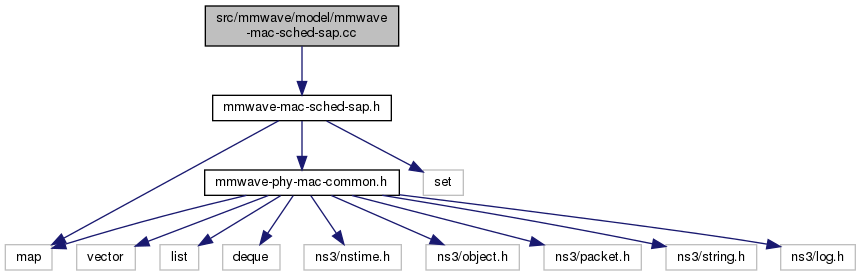 src/mmwave/model/mmwave
-mac-sched-sap.cc
mmwave-mac-sched-sap.h
mmwave-phy-mac-common.h
set
map
vector
list
deque
ns3/nstime.h
ns3/object.h
ns3/packet.h
ns3/string.h
ns3/log.h